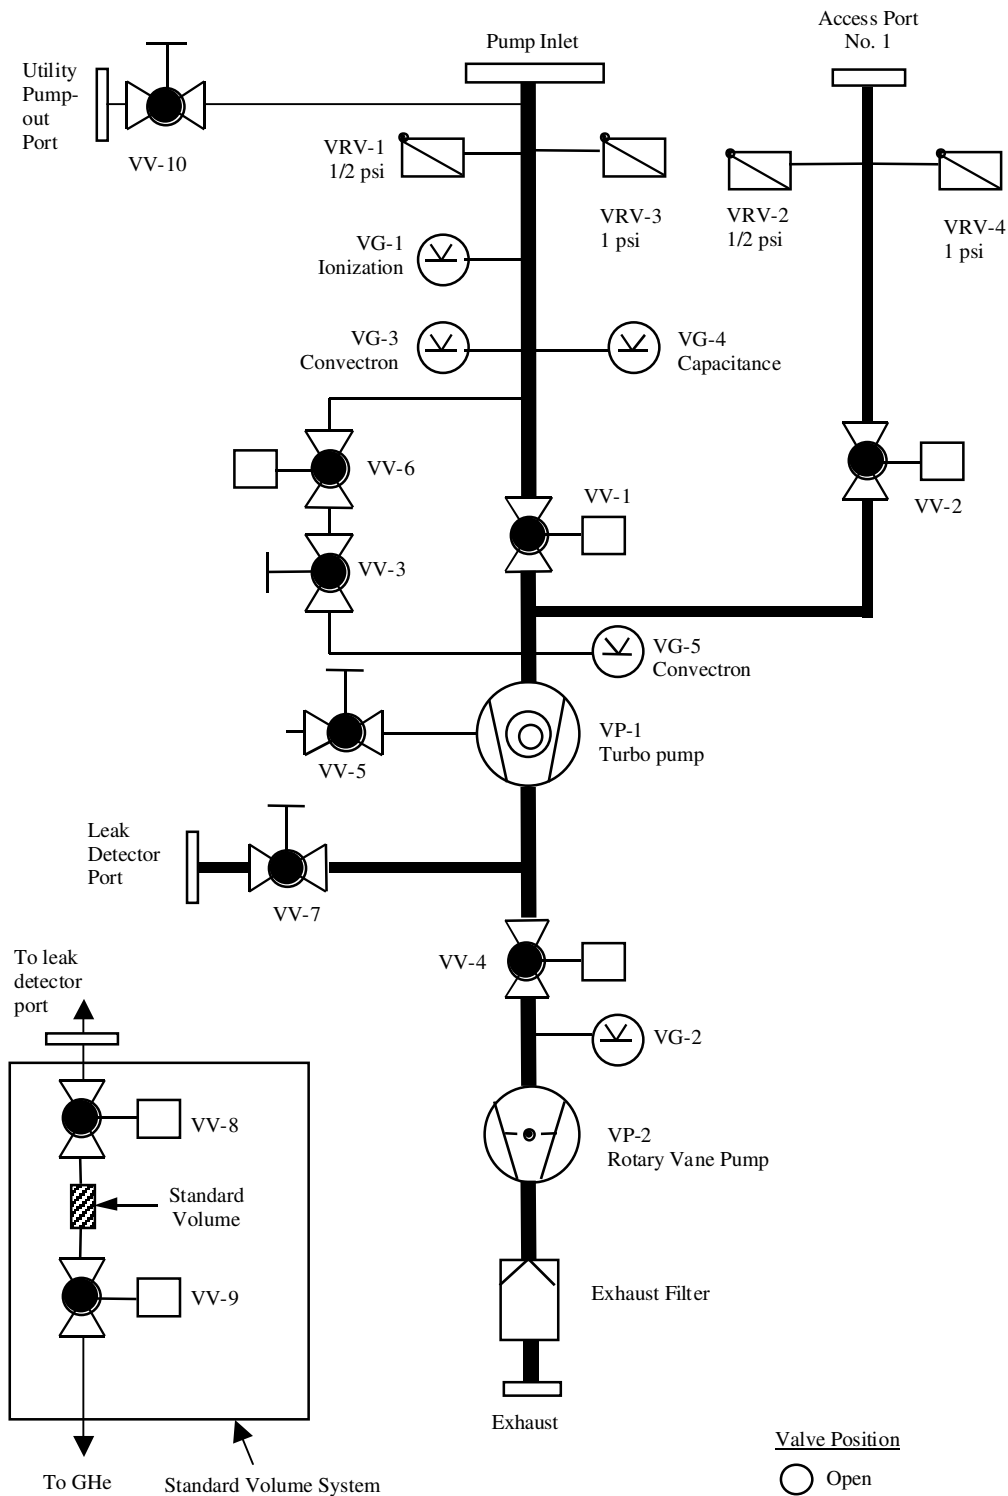 Access Port
No. 1
Pump Inlet
Utility
Pump-
out
Port
VV-10
VRV-1
1/2 psi
VRV-3
1 psi
VRV-2
1/2 psi
VRV-4
1 psi
VG-1
Ionization
VG-3
Convectron
VG-4
Capacitance
VV-6
VV-1
VV-2
VV-3
VG-5
Convectron
VV-5
VP-1
Turbo pump
Leak
Detector
Port
VV-7
VV-4
To leak
detector
port
VG-2
VV-8
VP-2
Rotary Vane Pump
Standard
Volume
VV-9
Exhaust Filter
Exhaust
To GHe
Standard Volume System
Valve Position
Open